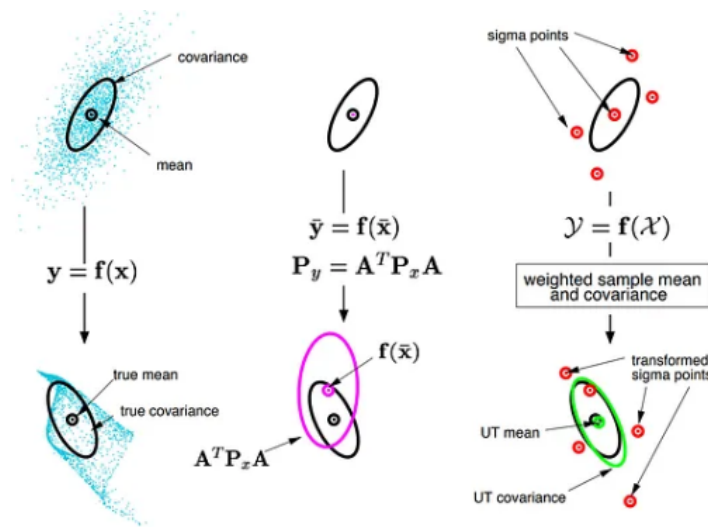 covariance
mean
y = f(x)
true mean
true covariance
ȳ = f(x̄)
P_y = A^T P_x A
f(x̄)
A^T P_x A
sigma points
𝒴 = f(𝒳)
weighted sample mean
and covariance
transformed
sigma points
UT mean
UT covariance